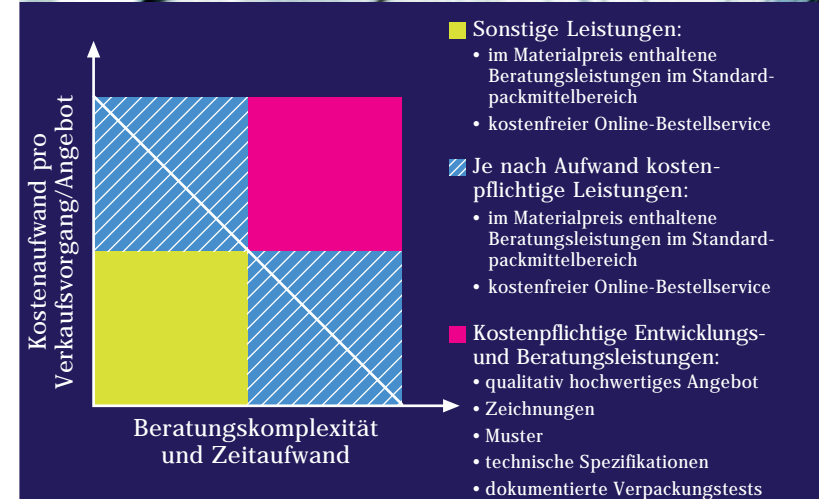 Kostenaufwand pro
Verkaufsvorgang/Angebot
Beratungskomplexität
und Zeitaufwand
Sonstige Leistungen:
• im Materialpreis enthaltene
Beratungsleistungen im Standard-
packmittelbereich
• kostenfreier Online-Bestellservice
Je nach Aufwand kosten-
pflichtige Leistungen:
• im Materialpreis enthaltene
Beratungsleistungen im Standard-
packmittelbereich
• kostenfreier Online-Bestellservice
Kostenpflichtige Entwicklungs-
und Beratungsleistungen:
• qualitativ hochwertiges Angebot
• Zeichnungen
• Muster
• technische Spezifikationen
• dokumentierte Verpackungstests